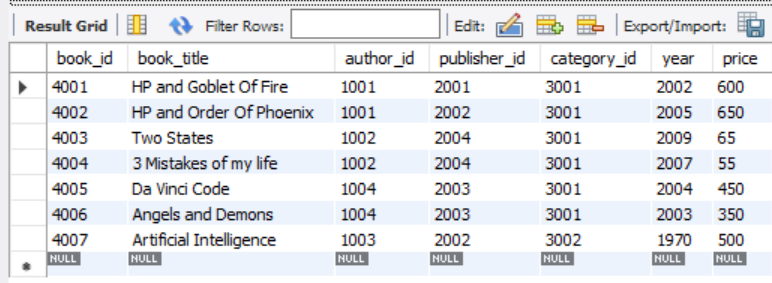 Result Grid Filter Rows: Edit: Export/Import:
book_id book_title author_id publisher_id category_id year price
4001 HP and Goblet Of Fire 1001 2001 3001 2002 600
4002 HP and Order Of Phoenix 1001 2002 3001 2005 650
4003 Two States 1002 2004 3001 2009 65
4004 3 Mistakes of my life 1002 2004 3001 2007 55
4005 Da Vinci Code 1004 2003 3001 2004 450
4006 Angels and Demons 1004 2003 3001 2003 350
4007 Artificial Intelligence 1003 2002 3002 1970 500
NULL NULL NULL NULL NULL NULL NULL